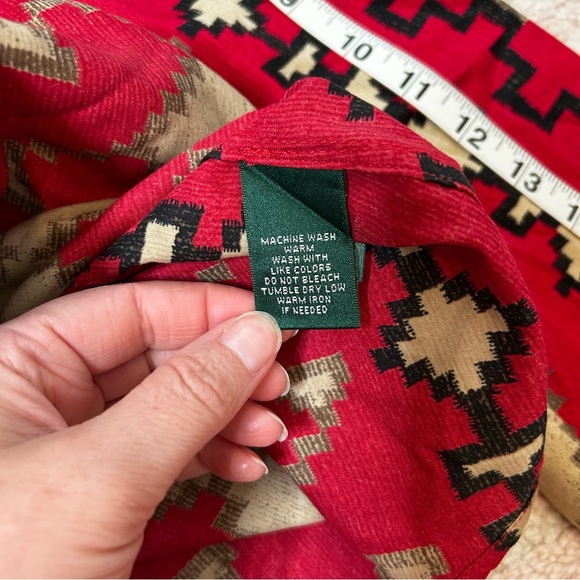 9 10 11 12 13
MACHINE WASH
WARM
WASH WITH
LIKE COLORS
DO NOT BLEACH
TUMBLE DRY LOW
WARM IRON
IF NEEDED